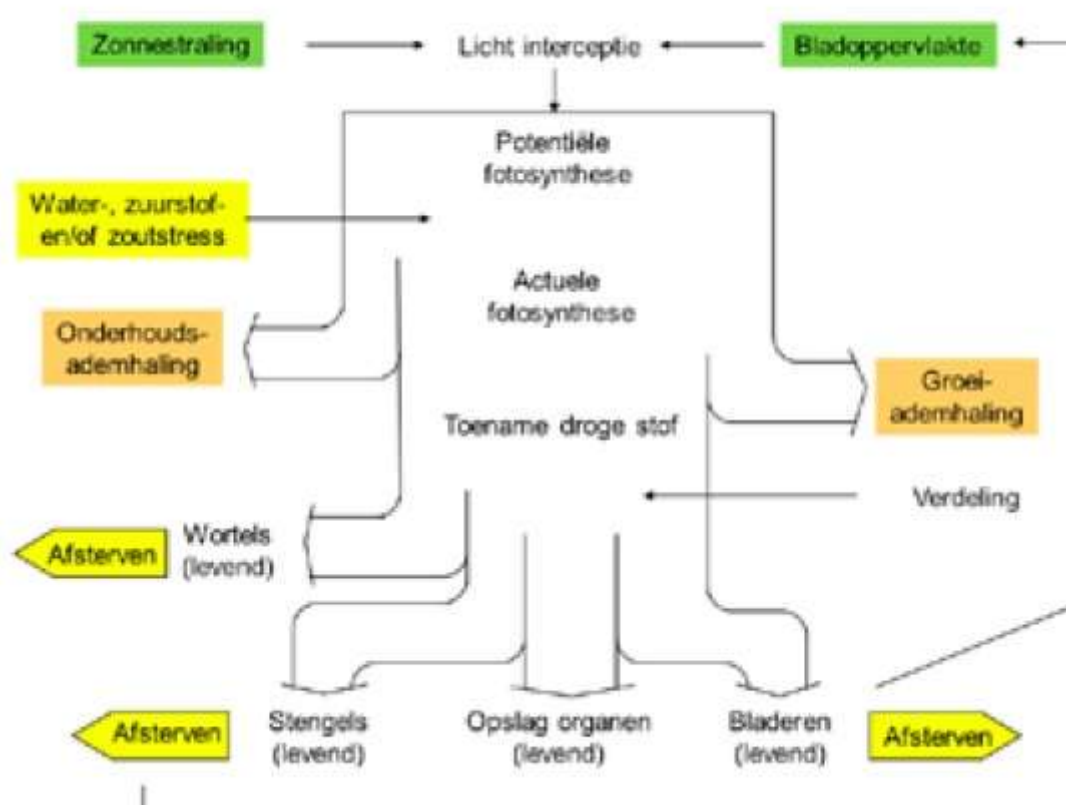 Zonnestraling
Licht interceptie
Bladoppervlakte
Potentiële
fotosynthese
Water-, zuurstof-
en/of zoutstress
Actuele
fotosynthese
Onderhouds-
ademhaling
Groei-
ademhaling
Toename droge stof
Verdeling
Afsterven
Wortels
(levend)
Afsterven
Stengels
(levend)
Opslag organen
(levend)
Bladeren
(levend)
Afsterven